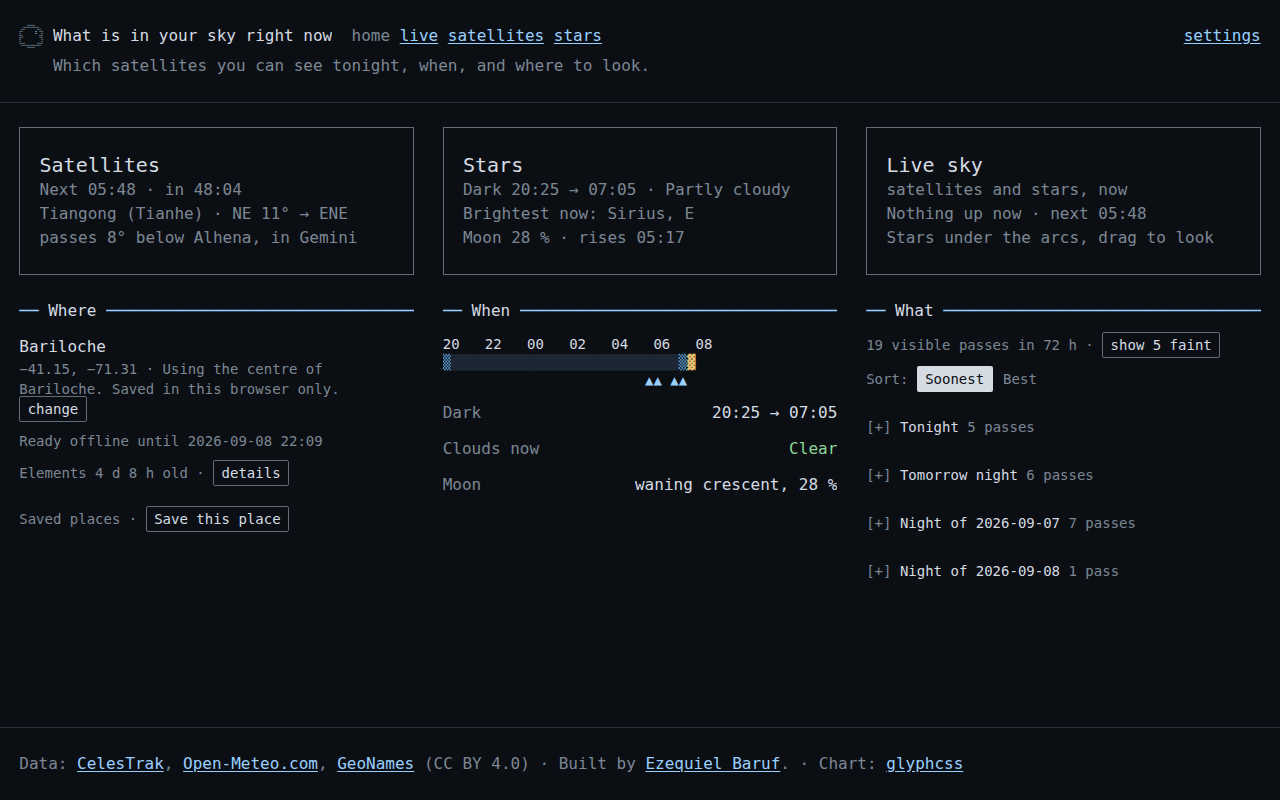 What is in your sky right now home live satellites stars settings
Which satellites you can see tonight, when, and where to look.
Satellites
Next 05:48 · in 48:04
Tiangong (Tianhe) · NE 11° → ENE
passes 8° below Alhena, in Gemini
Stars
Dark 20:25 → 07:05 · Partly cloudy
Brightest now: Sirius, E
Moon 28 % · rises 05:17
Live sky
satellites and stars, now
Nothing up now · next 05:48
Stars under the arcs, drag to look
Where
Bariloche
−41.15, −71.31 · Using the centre of
Bariloche. Saved in this browser only.
change
Ready offline until 2026-09-08 22:09
Elements 4 d 8 h old · details
Saved places · Save this place
When
20 22 00 02 04 06 08
▲▲ ▲▲
Dark 20:25 → 07:05
Clouds now Clear
Moon waning crescent, 28 %
What
19 visible passes in 72 h · show 5 faint
Sort: Soonest Best
[+] Tonight 5 passes
[+] Tomorrow night 6 passes
[+] Night of 2026-09-07 7 passes
[+] Night of 2026-09-08 1 pass
Data: CelesTrak, Open-Meteo.com, GeoNames (CC BY 4.0) · Built by Ezequiel Baruf. · Chart: glyphcss